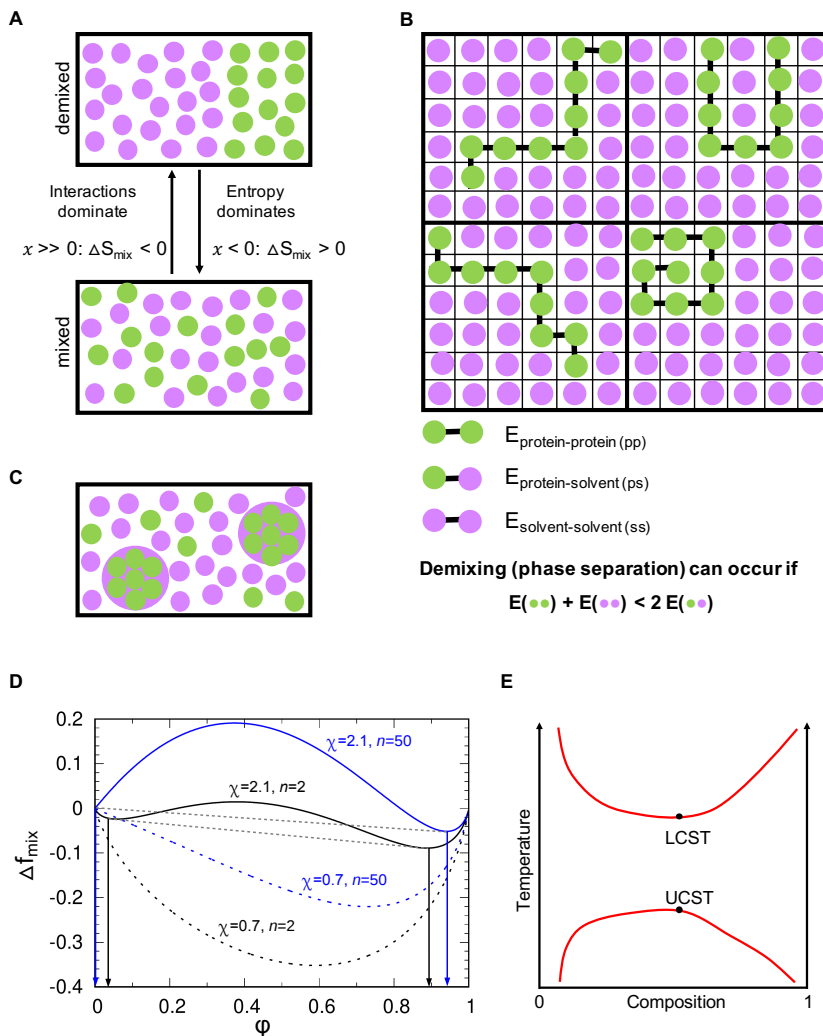 A
demixed
Interactions
dominate
Entropy
dominates
x >> 0: △Smix < 0
x < 0: △Smix > 0
mixed
B
Eprotein-protein (pp)
Eprotein-solvent (ps)
Esolvent-solvent (ss)
Demixing (phase separation) can occur if
E(••) + E(••) < 2 E(••)
C
D
0.2
0.1
0
-0.1
-0.2
-0.3
-0.4
Δfmix
χ=2.1, n=50
χ=2.1, n=2
χ=0.7, n=50
χ=0.7, n=2
0
0.2
0.4
0.6
0.8
1
φ
E
1
Temperature
LCST
UCST
0
Composition
1